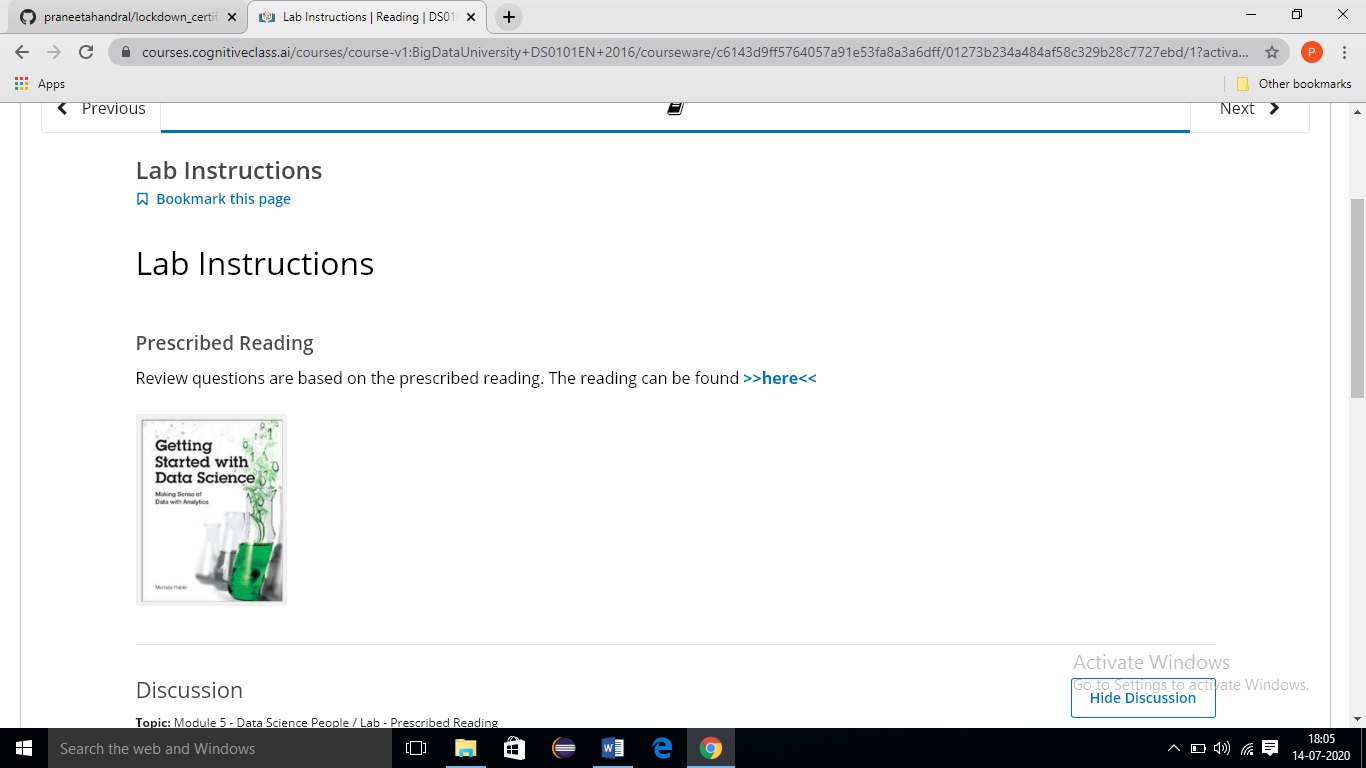 praneetahandral/lockdown_certif
Lab Instructions | Reading | DS01
courses.cognitiveclass.ai/courses/course-v1:BigDataUniversity+DS0101EN+2016/courseware/c6143d9ff5764057a91e53fa8a3a6dff/01273b234a484af58c329b28c7727ebd/1?activa...
P
Apps
Other bookmarks
Previous
Next
Lab Instructions
Bookmark this page
Lab Instructions
Prescribed Reading
Review questions are based on the prescribed reading. The reading can be found >>here<<
Getting
Started with
Data Science
Making Sense of
Data with Analytics
Murtaza Haider
Discussion
Topic: Module 5 - Data Science People / Lab - Prescribed Reading
Activate Windows
Go to Settings to activate Windows.
Hide Discussion
Search the web and Windows
18:05
14-07-2020